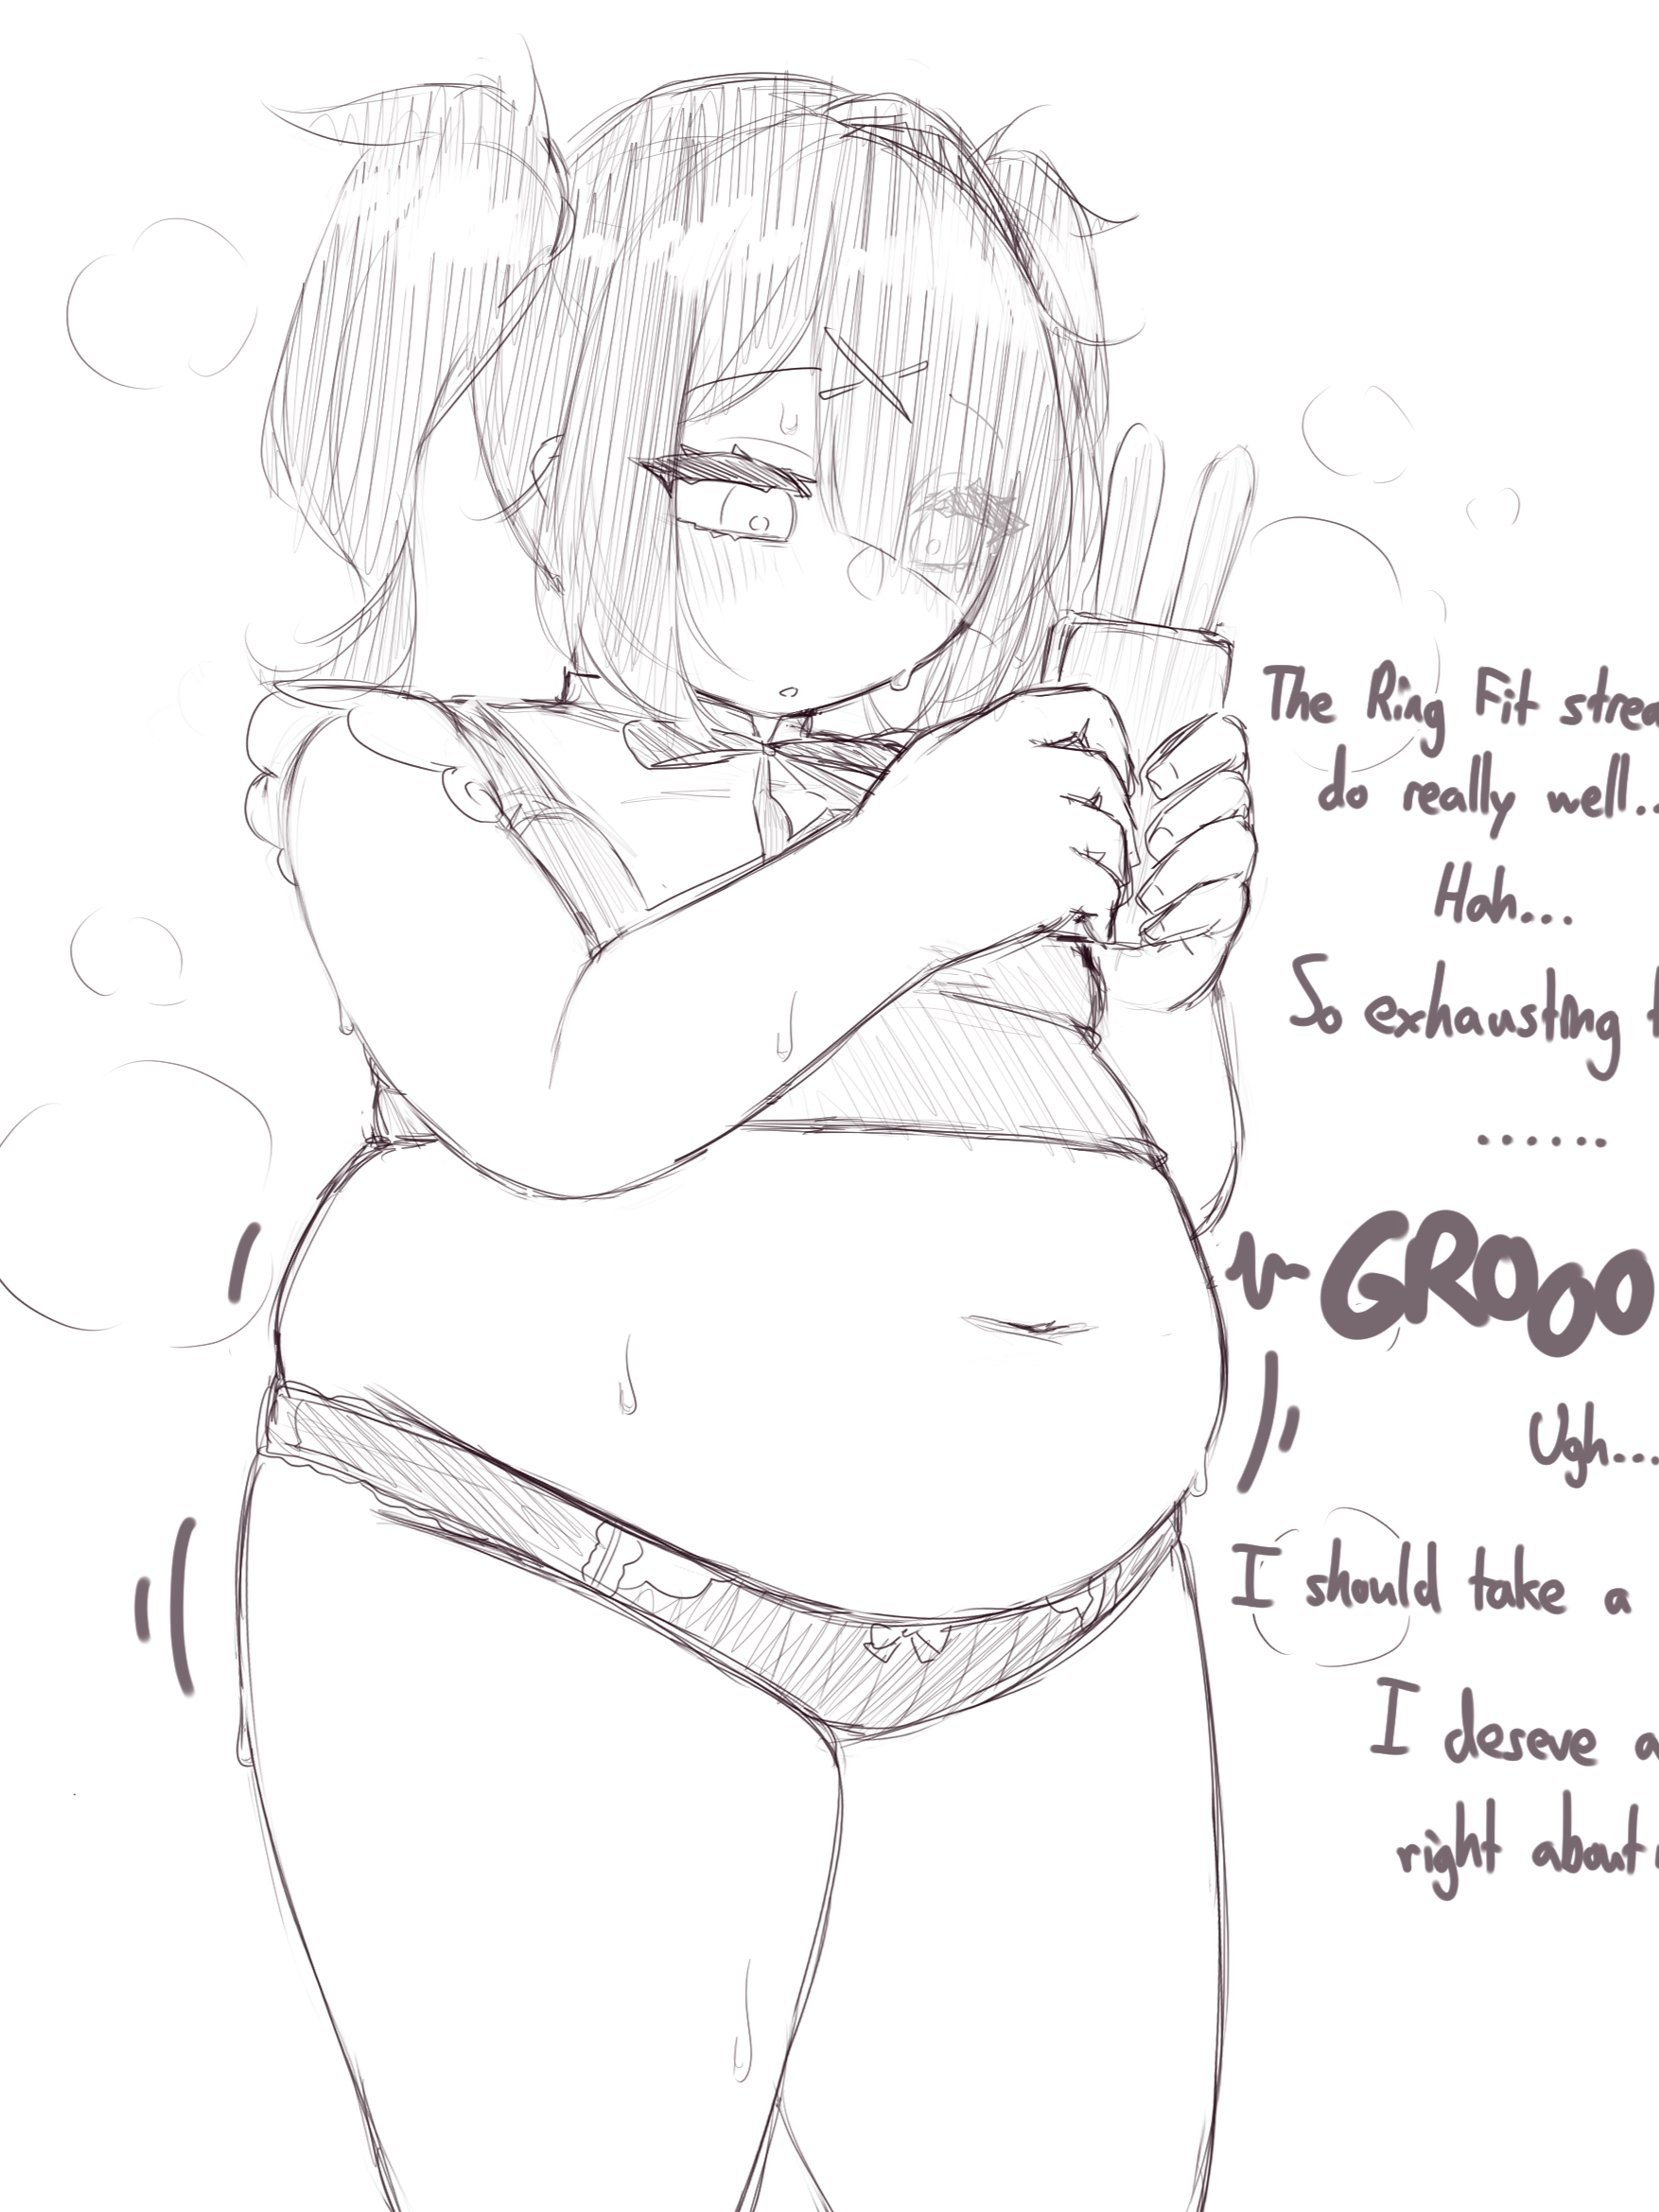 The Ring Fit
do really well..
Hah...
So exhausting
......
GROOO
Ugh....
I should take a
I deseve
right about